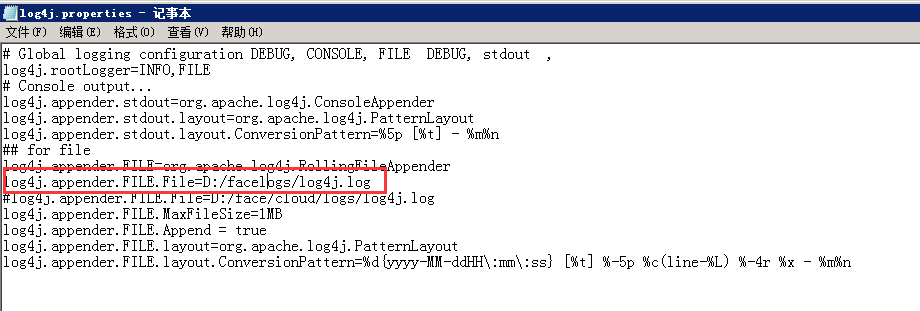 log4j.properties - 记事本
文件(F) 编辑(E) 格式(O) 查看(V) 帮助(H)
# Global logging configuration DEBUG, CONSOLE, FILE  DEBUG, stdout  ,
log4j.rootLogger=INFO,FILE
# Console output...
log4j.appender.stdout=org.apache.log4j.ConsoleAppender
log4j.appender.stdout.layout=org.apache.log4j.PatternLayout
log4j.appender.stdout.layout.ConversionPattern=%5p [%t] - %m%n
## for file
log4j.appender.FILE=org.apache.log4j.RollingFileAppender
log4j.appender.FILE.File=D:/facelogs/log4j.log
#log4j.appender.FILE.File=D:/face/cloud/logs/log4j.log
log4j.appender.FILE.MaxFileSize=1MB
log4j.appender.FILE.Append = true
log4j.appender.FILE.layout=org.apache.log4j.PatternLayout
log4j.appender.FILE.layout.ConversionPattern=%d{yyyy-MM-ddHH\:mm\:ss} [%t] %-5p %c(line-%L) %-4r %x - %m%n